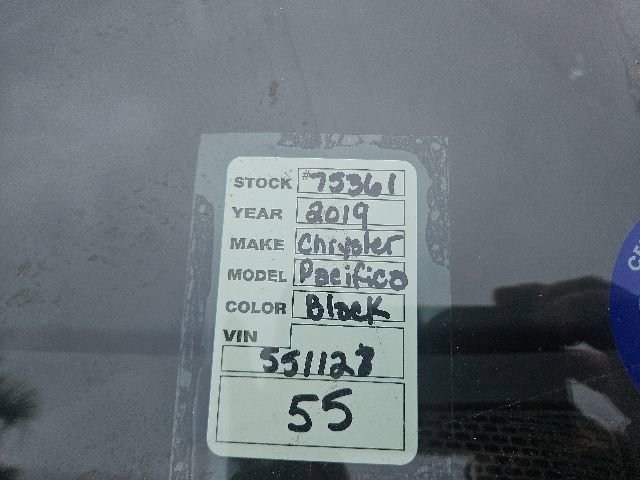 STOCK #75361
YEAR 2019
MAKE Chrysler
MODEL Pacifica
COLOR Black
VIN
551128
55